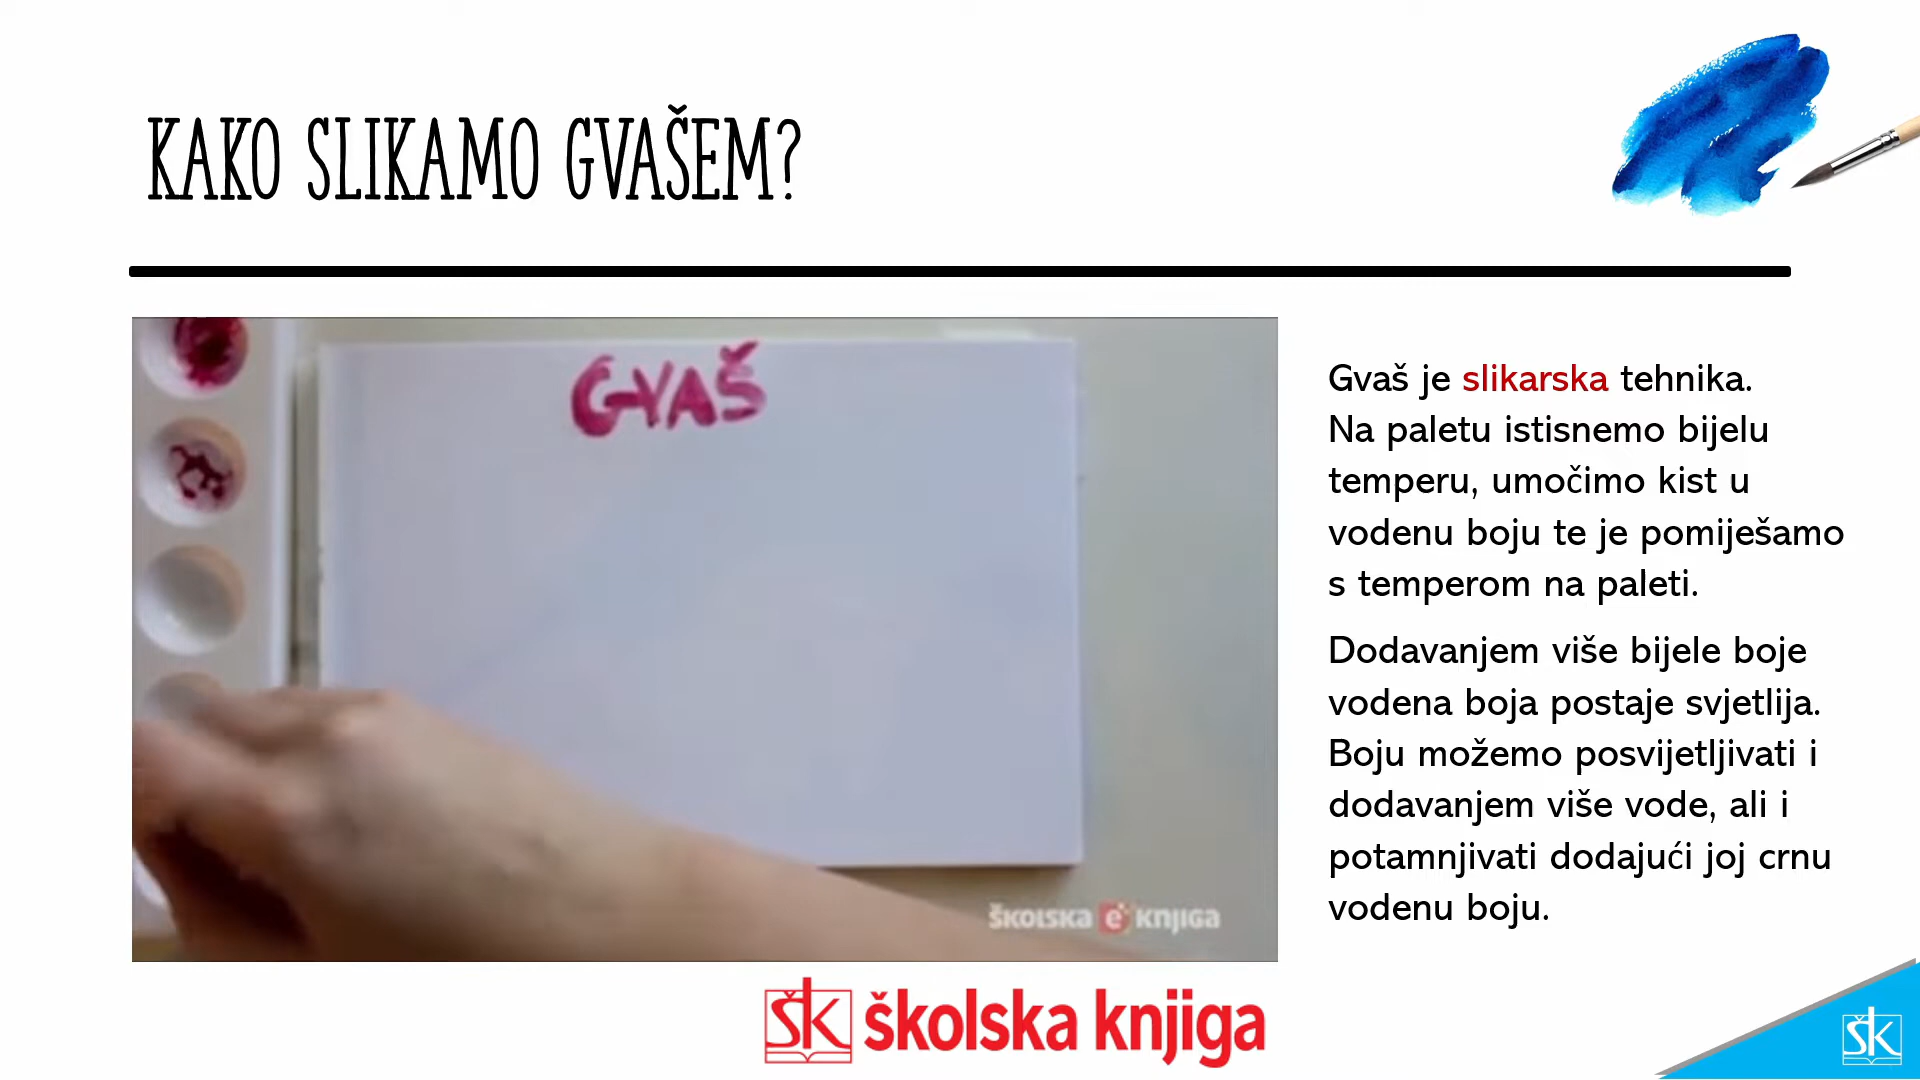 KAKO SLIKAMO GVAŠEM?
GVAŠ
Gvaš je slikarska tehnika.
Na paletu istisnemo bijelu
temperu, umočimo kist u
vodenu boju te je pomiješamo
s temperom na paleti.
Dodavanjem više bijele boje
vodena boja postaje svjetlija.
Boju možemo posvijetljivati i
dodavanjem više vode, ali i
potamnjivati dodajući joj crnu
vodenu boju.
školska e knjiga
šk školska knjiga
šk